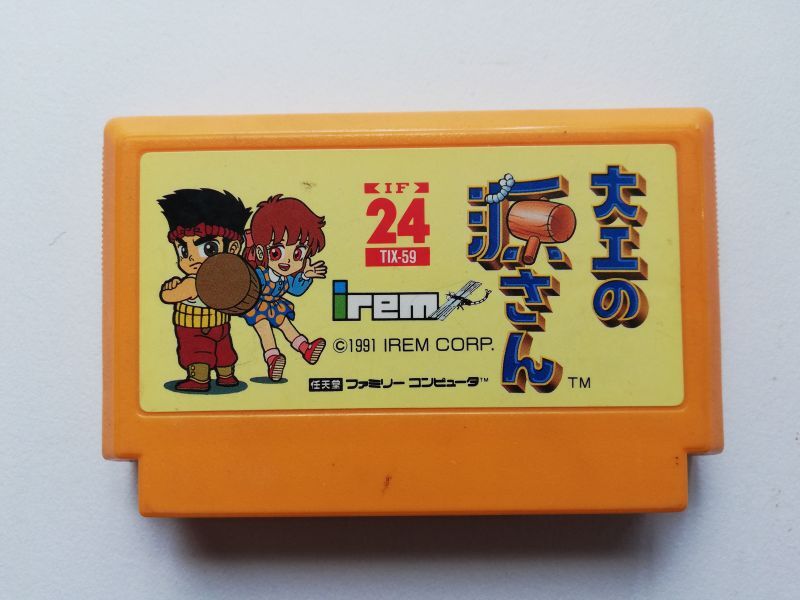 大工の
源さん
TM
IF
24
TIX-59
irem
©1991 IREM CORP.
任天堂 ファミリー コンピュータ™